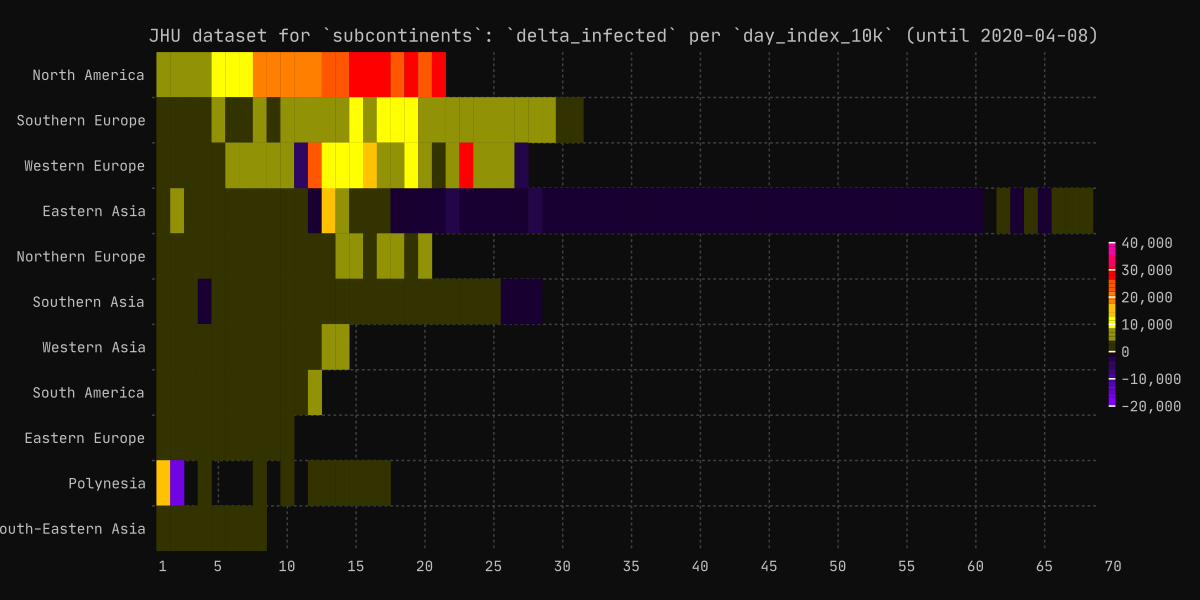 JHU dataset for `subcontinents`: `delta_infected` per `day_index_10k` (until 2020-04-08)
North America
Southern Europe
Western Europe
Eastern Asia
Northern Europe
Southern Asia
Western Asia
South America
Eastern Europe
Polynesia
outh-Eastern Asia
40,000
30,000
20,000
10,000
0
-10,000
-20,000
1 5 10 15 20 25 30 35 40 45 50 55 60 65 70